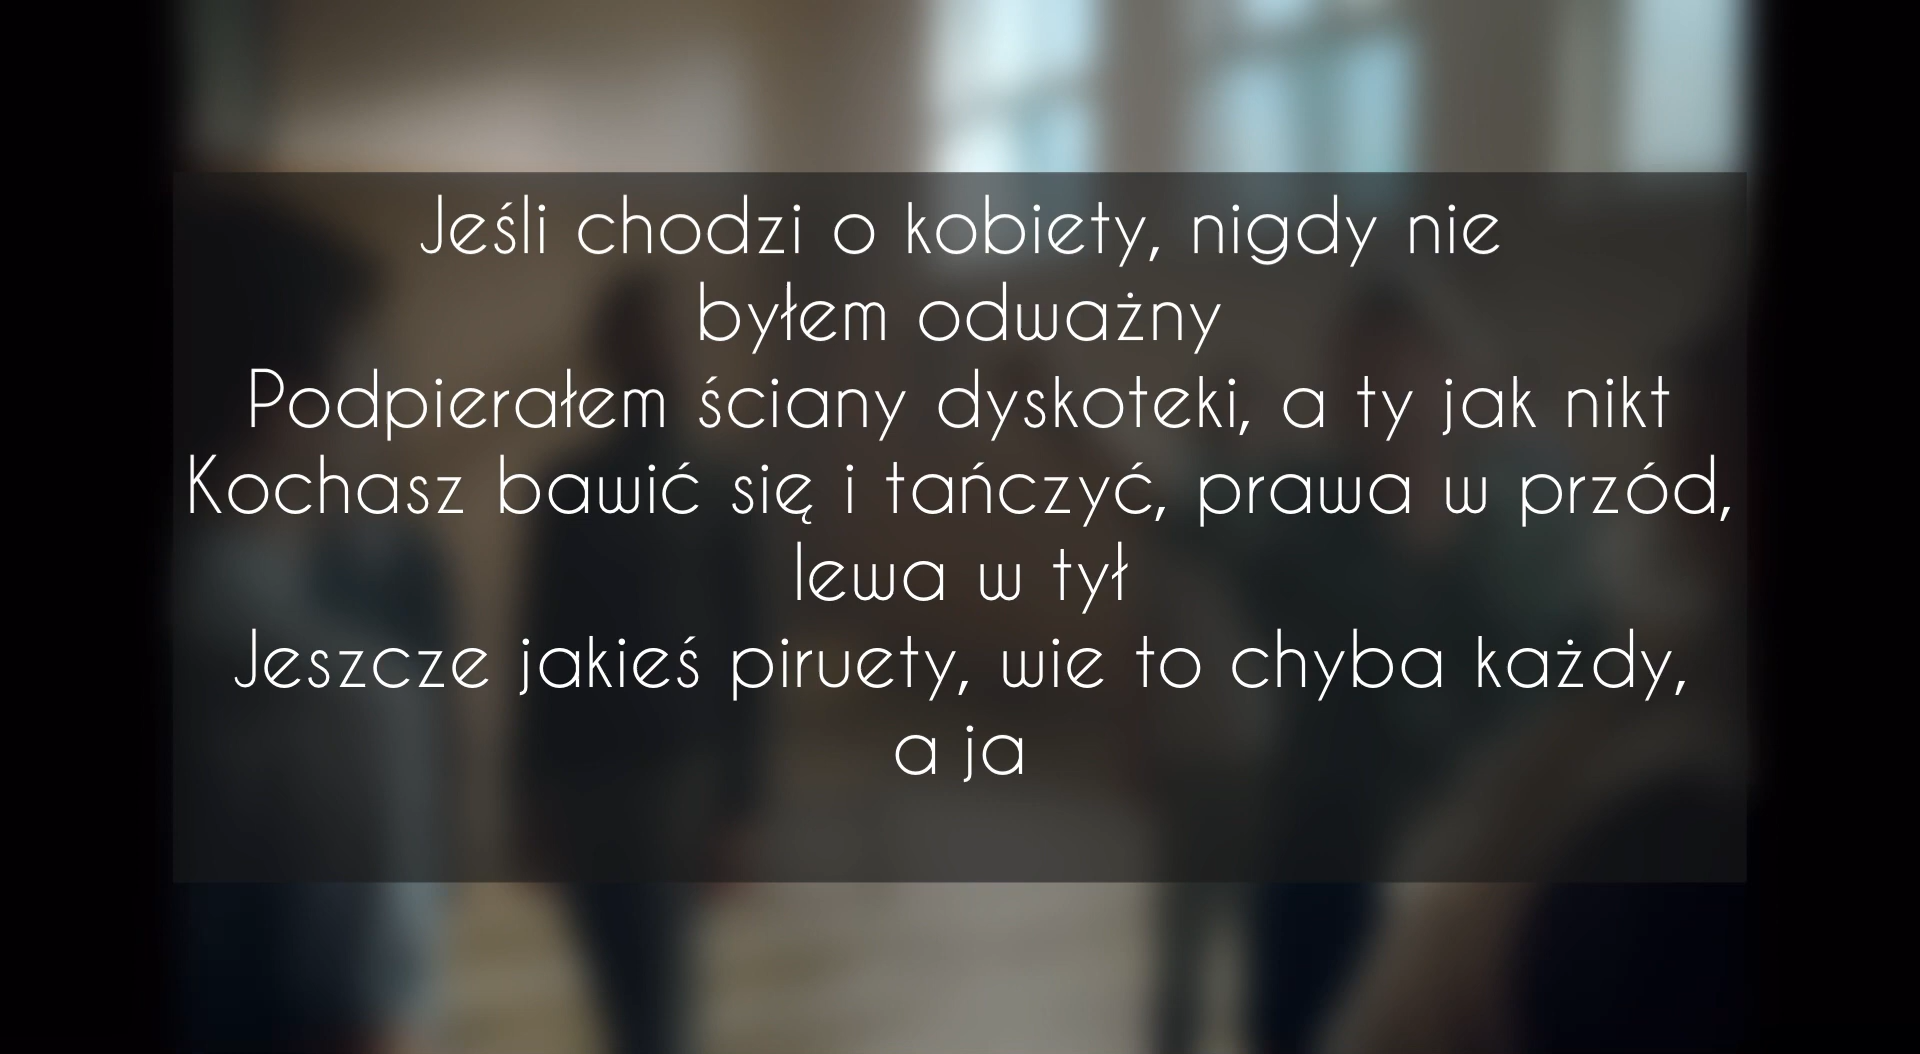 Jeśli chodzi o kobiety, nigdy nie
byłem odważny
Podpierałem ściany dyskoteki, a ty jak nikt
Kochasz bawić się i tańczyć, prawa w przód,
lewa w tył
Jeszcze jakieś piruety, wie to chyba każdy,
a ja